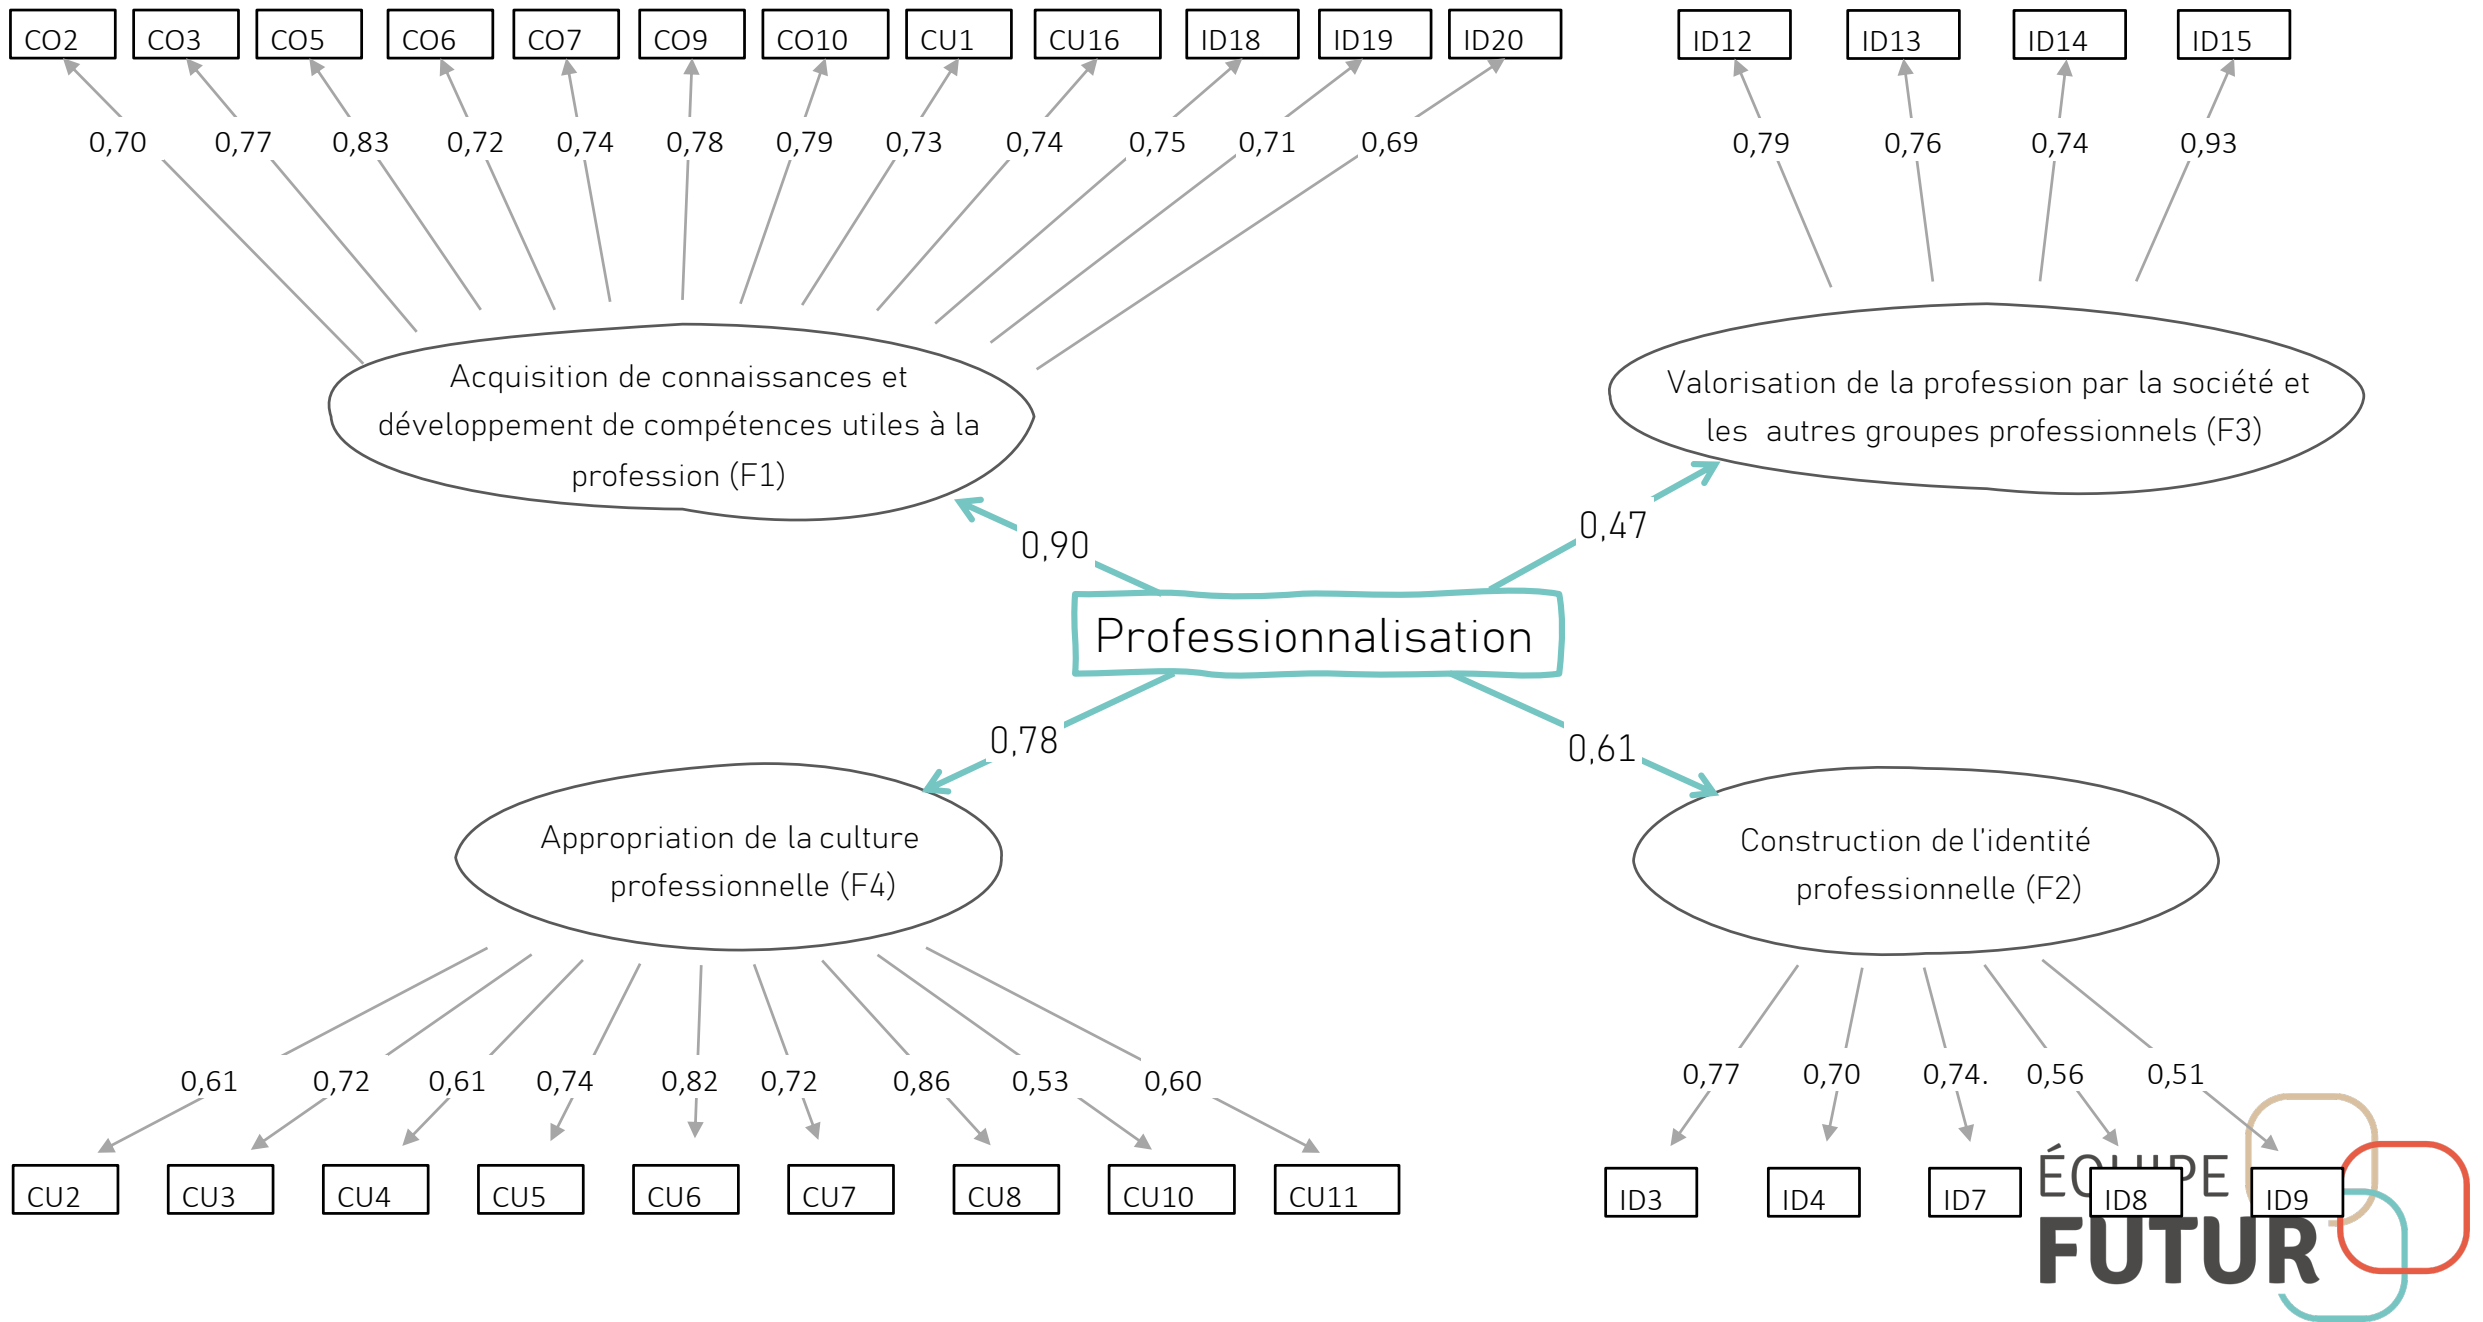 CO2 CO3 CO5 CO6 CO7 CO9 CO10 CU1 CU16 ID18 ID19 ID20 ID12 ID13 ID14 ID15
0,70 0,77 0,83 0,72 0,74 0,78 0,79 0,73 0,74 0,75 0,71 0,69 0,79 0,76 0,74 0,93
Acquisition de connaissances et
développement de compétences utiles à la
profession (F1)
Valorisation de la profession par la société et
les autres groupes professionnels (F3)
0,90
0,47
Professionnalisation
0,78
0,61
Appropriation de la culture
professionnelle (F4)
Construction de l'identité
professionnelle (F2)
0,61 0,72 0,61 0,74 0,82 0,72 0,86 0,53 0,60 0,77 0,70 0,74. 0,56 0,51
CU2 CU3 CU4 CU5 CU6 CU7 CU8 CU10 CU11 ID3 ID4 ID7 ID8 ID9
ÉQUIPE
FUTUR